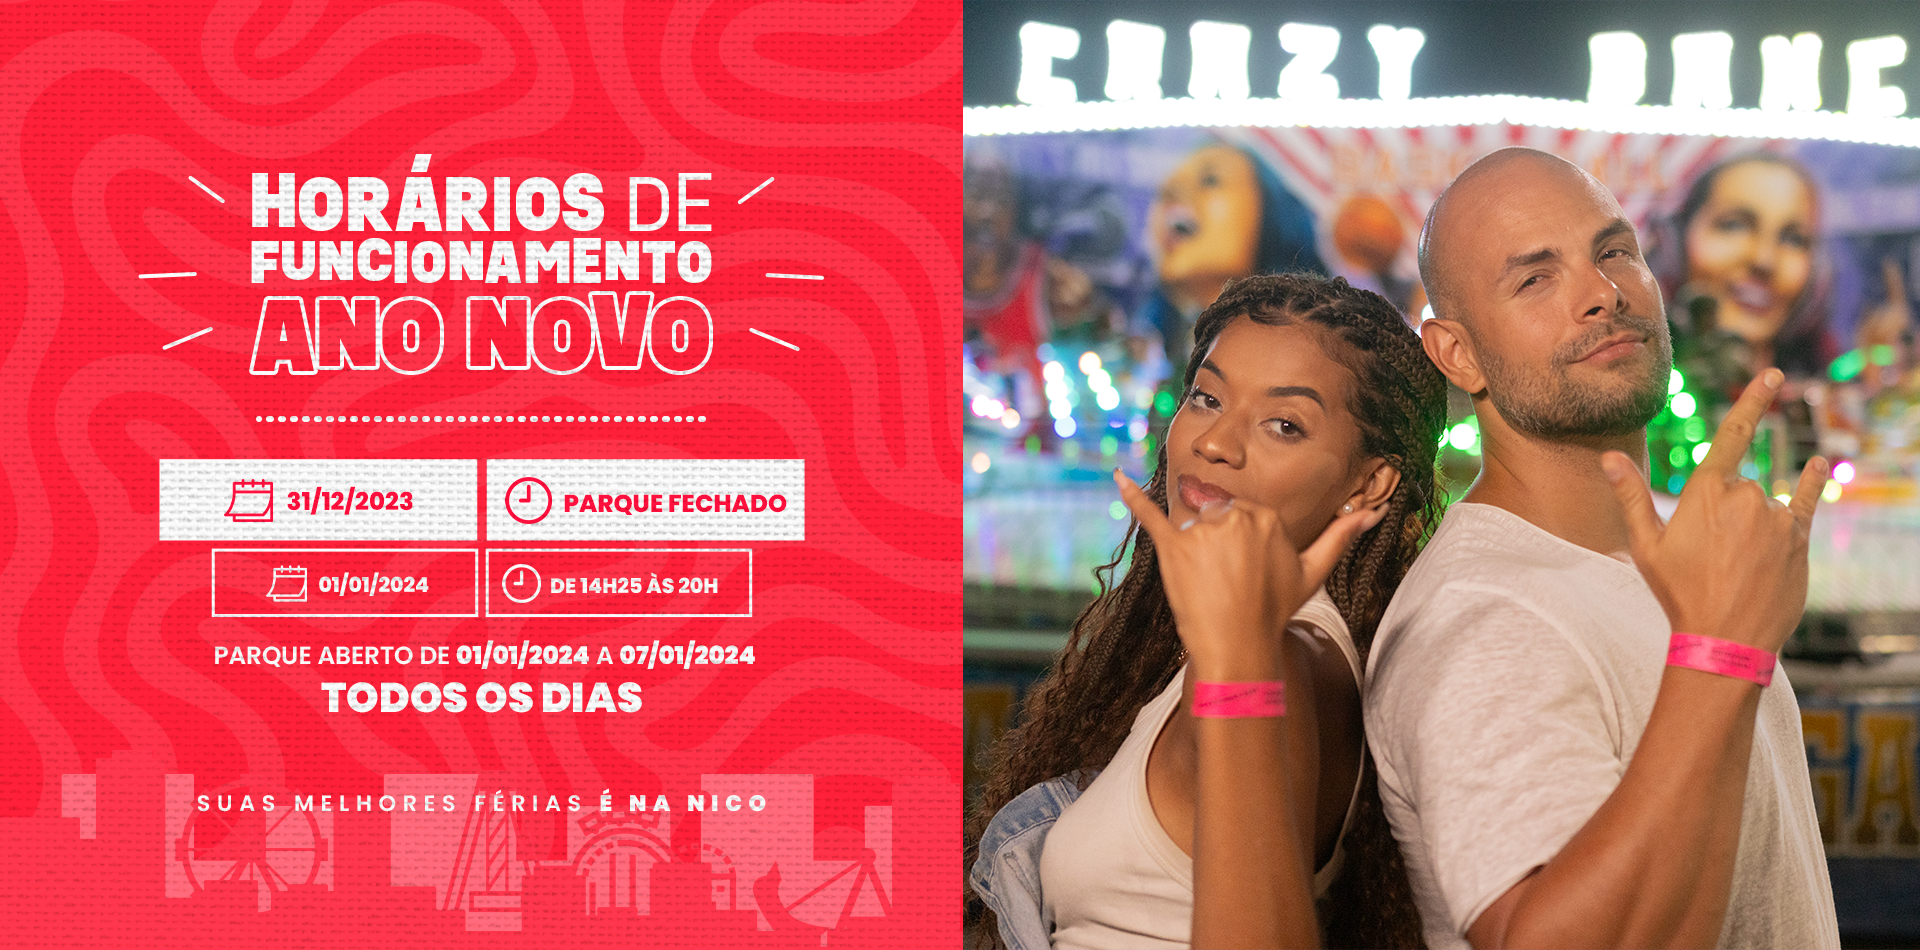 HORÁRIOS DE
FUNCIONAMENTO
ANO NOVO
31/12/2023
PARQUE FECHADO
01/01/2024
DE 14H25 ÀS 20H
PARQUE ABERTO DE 01/01/2024 A 07/01/2024
TODOS OS DIAS
SUAS MELHORES FÉRIAS É NA NICO
CRAZY DANC